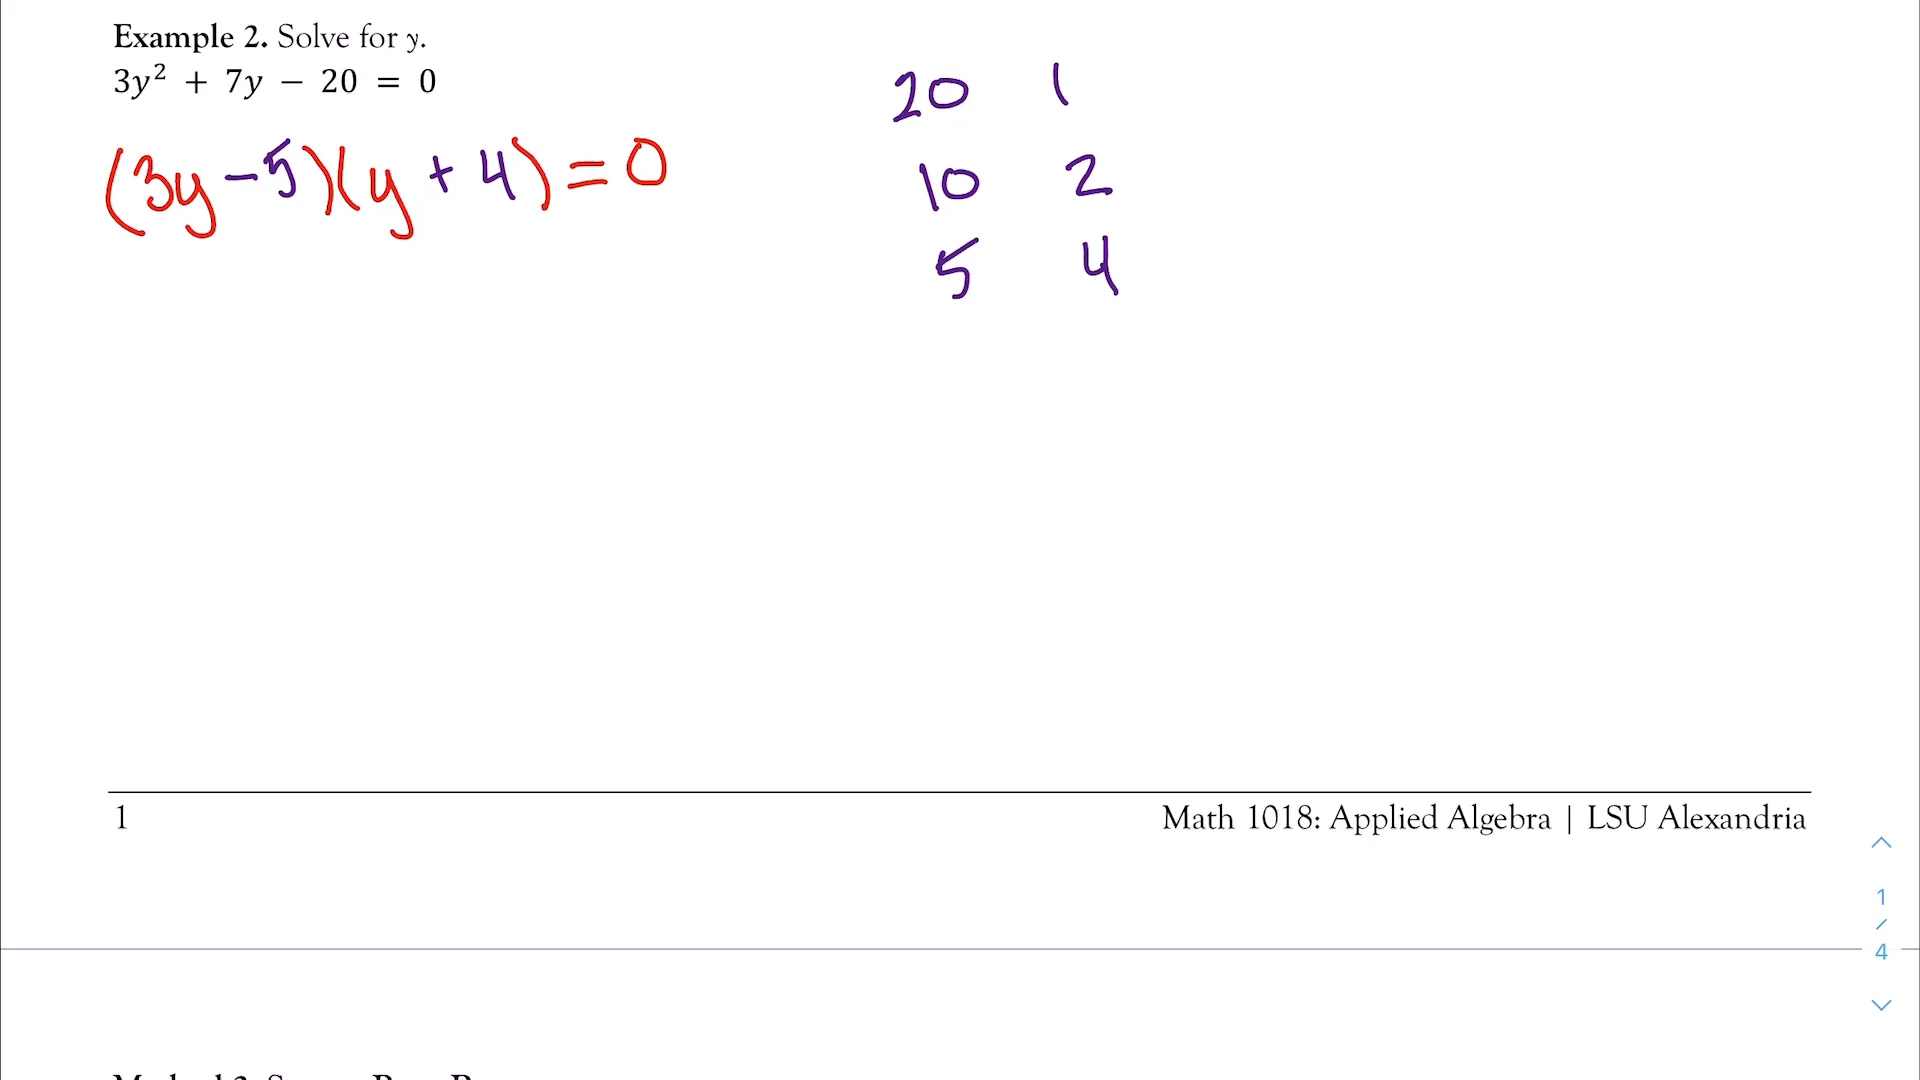 Example 2. Solve for y.
3y² + 7y − 20 = 0
(3y − 5)(y + 4) = 0
20 1
10 2
5 4
1
Math 1018: Applied Algebra | LSU Alexandria
1
/
4